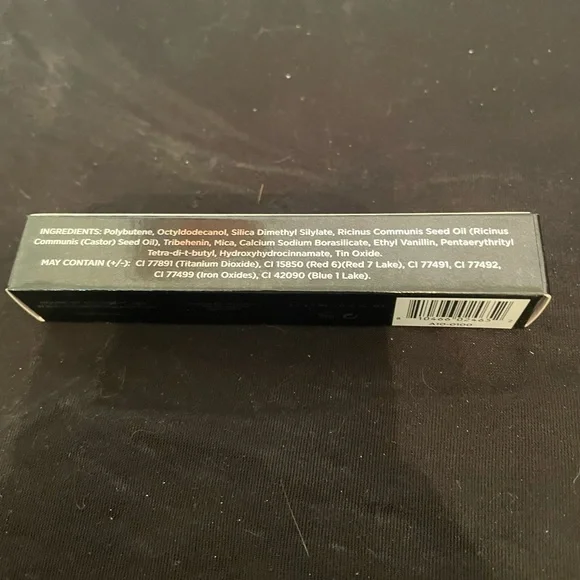 INGREDIENTS: Polybutene, Octyldodecanol, Silica Dimethyl Silylate, Ricinus Communis Seed Oil (Ricinus
Communis (Castor) Seed Oil), Tribehenin, Mica, Calcium Sodium Borosilicate, Ethyl Vanillin, Pentaerythrityl
Tetra-di-t-butyl, Hydroxyhydrocinnamate, Tin Oxide.
MAY CONTAIN (+/-): CI 77891 (Titanium Dioxide), CI 15850 (Red 6)(Red 7 Lake), CI 77491, CI 77492,
CI 77499 (Iron Oxides), CI 42090 (Blue 1 Lake).
A10-0100